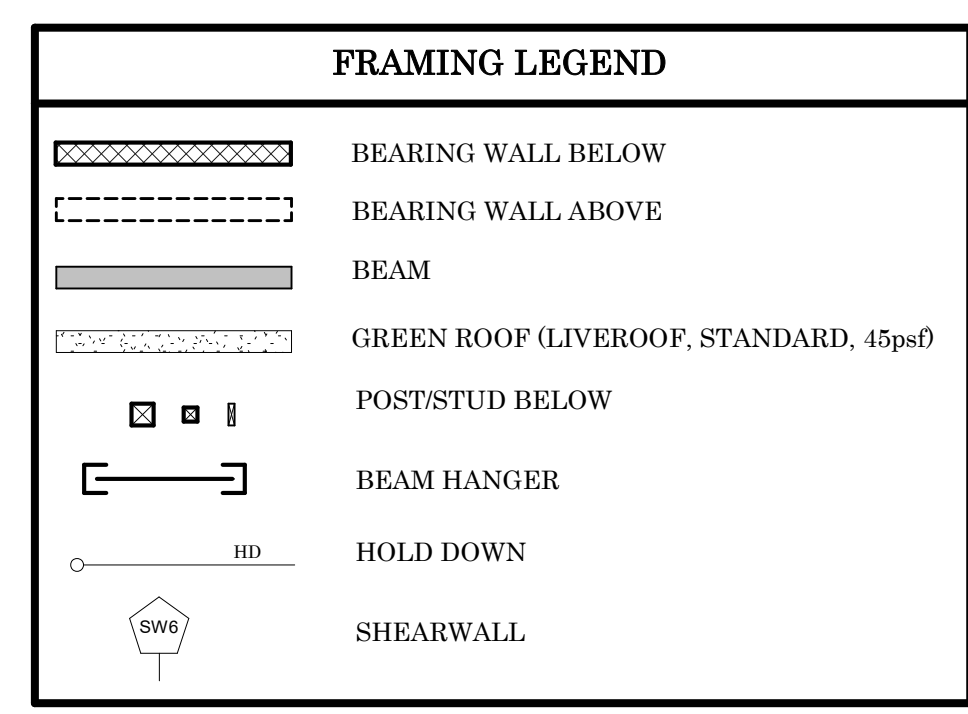 FRAMING LEGEND
BEARING WALL BELOW
BEARING WALL ABOVE
BEAM
GREEN ROOF (LIVEROOF, STANDARD, 45psf)
POST/STUD BELOW
BEAM HANGER
HD HOLD DOWN
SW6 SHEARWALL